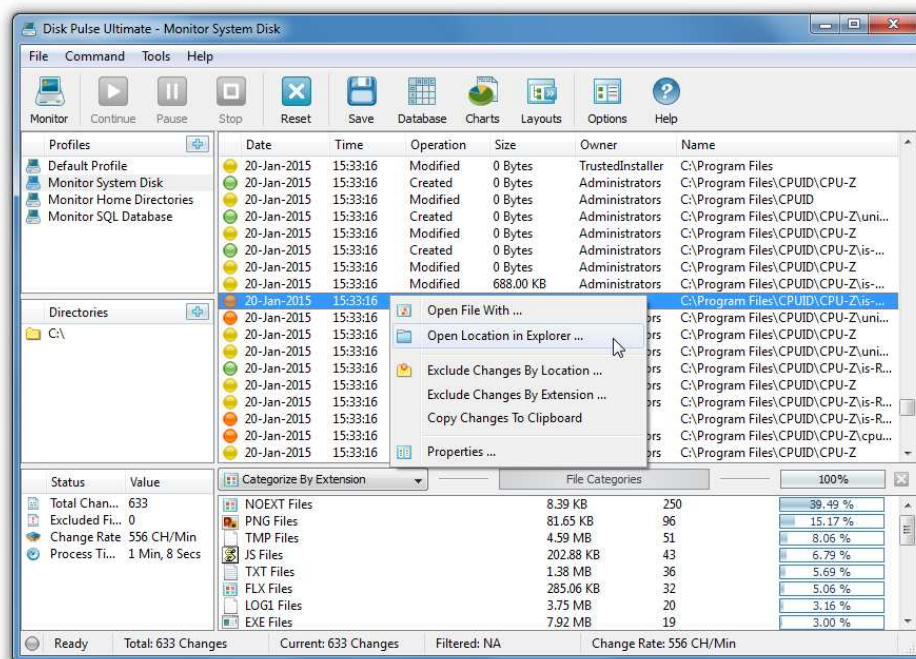 Disk Pulse Ultimate - Monitor System Disk
File Command Tools Help
Monitor Continue Pause Stop Reset Save Database Charts Layouts Options Help
Profiles
Default Profile
Monitor System Disk
Monitor Home Directories
Monitor SQL Database
Date Time Operation Size Owner Name
20-Jan-2015 15:33:16 Modified 0 Bytes TrustedInstaller C:\Program Files
20-Jan-2015 15:33:16 Created 0 Bytes Administrators C:\Program Files\CPUID\CPU-Z
20-Jan-2015 15:33:16 Modified 0 Bytes Administrators C:\Program Files\CPUID
20-Jan-2015 15:33:16 Created 0 Bytes Administrators C:\Program Files\CPUID\CPU-Z\uni...
20-Jan-2015 15:33:16 Modified 0 Bytes Administrators C:\Program Files\CPUID\CPU-Z
20-Jan-2015 15:33:16 Created 0 Bytes Administrators C:\Program Files\CPUID\CPU-Z\is-...
20-Jan-2015 15:33:16 Modified 0 Bytes Administrators C:\Program Files\CPUID\CPU-Z
20-Jan-2015 15:33:16 Modified 688.00 KB Administrators C:\Program Files\CPUID\CPU-Z\is-...
20-Jan-2015 15:33:16 C:\Program Files\CPUID\CPU-Z\is-...
20-Jan-2015 15:33:16 ors C:\Program Files\CPUID\CPU-Z\uni...
20-Jan-2015 15:33:16 ors C:\Program Files\CPUID\CPU-Z
20-Jan-2015 15:33:16 ors C:\Program Files\CPUID\CPU-Z\uni...
20-Jan-2015 15:33:16 ors C:\Program Files\CPUID\CPU-Z\is-R...
20-Jan-2015 15:33:16 ors C:\Program Files\CPUID\CPU-Z
20-Jan-2015 15:33:16 ors C:\Program Files\CPUID\CPU-Z\is-R...
20-Jan-2015 15:33:16 C:\Program Files\CPUID\CPU-Z\is-R...
20-Jan-2015 15:33:16 ors C:\Program Files\CPUID\CPU-Z\cpu...
20-Jan-2015 15:33:16 ors C:\Program Files\CPUID\CPU-Z
Open File With ...
Open Location in Explorer ...
Exclude Changes By Location ...
Exclude Changes By Extension ...
Copy Changes To Clipboard
Properties ...
Directories
C:\
Status Value
Total Chan... 633
Excluded Fi... 0
Change Rate 556 CH/Min
Process Ti... 1 Min, 8 Secs
Categorize By Extension File Categories 100%
NOEXT Files 8.39 KB 250 39.49 %
PNG Files 81.65 KB 96 15.17 %
TMP Files 4.59 MB 51 8.06 %
JS Files 202.88 KB 43 6.79 %
TXT Files 1.38 MB 36 5.69 %
FLX Files 285.06 KB 32 5.06 %
LOG1 Files 3.75 MB 20 3.16 %
EXE Files 7.92 MB 19 3.00 %
Ready Total: 633 Changes Current: 633 Changes Filtered: NA Change Rate: 556 CH/Min